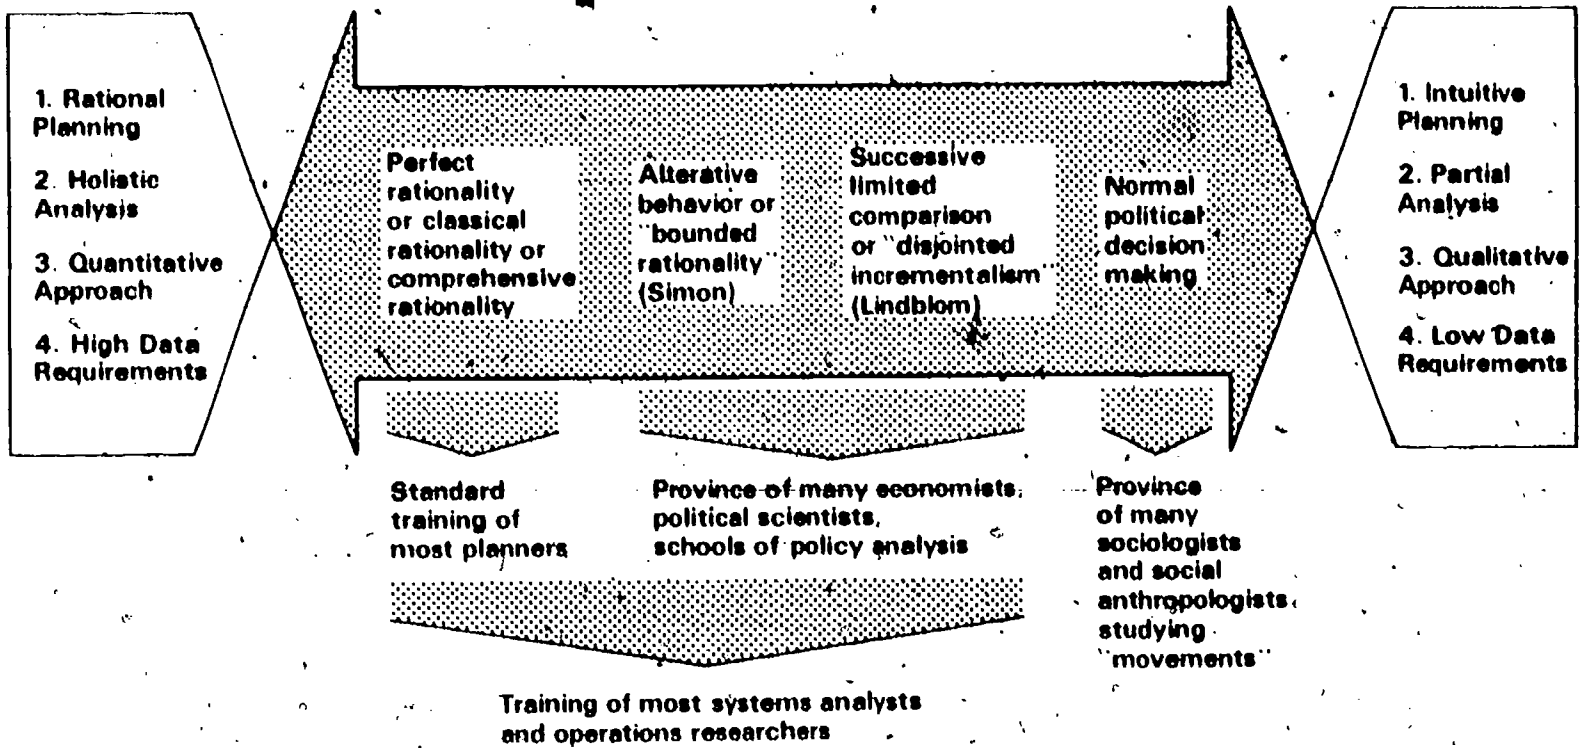 1. Rational
Planning
2. Holistic
Analysis
3. Quantitative
Approach
4. High Data
Requirements
Perfect
rationality
or classical
rationality or
comprehensive
rationality
Alterative
behavior or
"bounded
rationality"
(Simon)
Successive
limited
comparison
or "disjointed
incrementalism"
(Lindblom)
Normal
political
decision
making
1. Intuitive
Planning
2. Partial
Analysis
3. Qualitative
Approach
4. Low Data
Requirements
Standard
training of
most planners
Province of many economists,
political scientists,
schools of policy analysis
Province
of many
sociologists
and social
anthropologists
studying
"movements"
Training of most systems analysts
and operations researchers